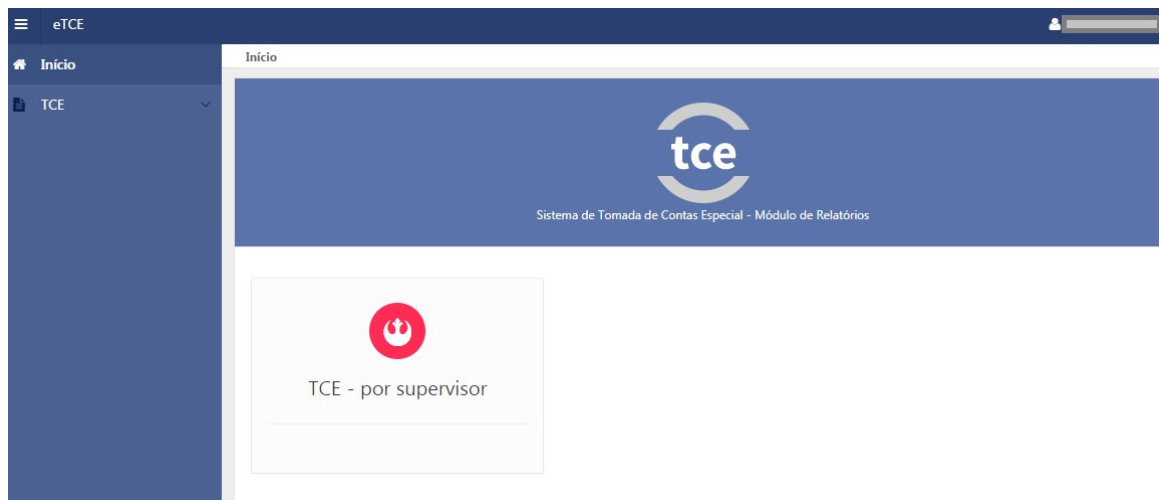 eTCE
Início
TCE
Início
tce
Sistema de Tomada de Contas Especial - Módulo de Relatórios
TCE - por supervisor